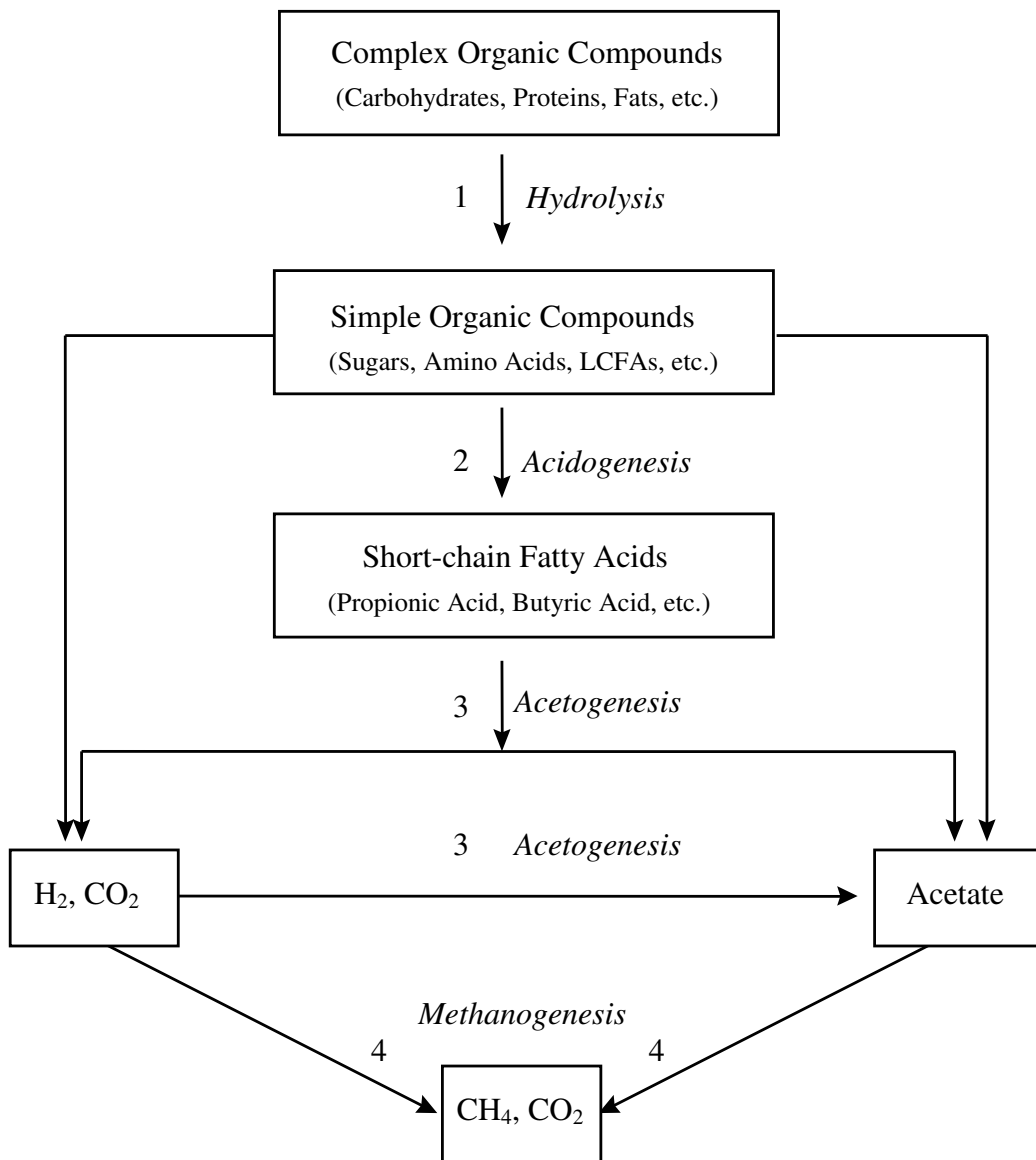 Complex Organic Compounds
(Carbohydrates, Proteins, Fats, etc.)
1 Hydrolysis
Simple Organic Compounds
(Sugars, Amino Acids, LCFAs, etc.)
2 Acidogenesis
Short-chain Fatty Acids
(Propionic Acid, Butyric Acid, etc.)
3 Acetogenesis
3 Acetogenesis
H₂, CO₂
Acetate
Methanogenesis
4 4
CH₄, CO₂